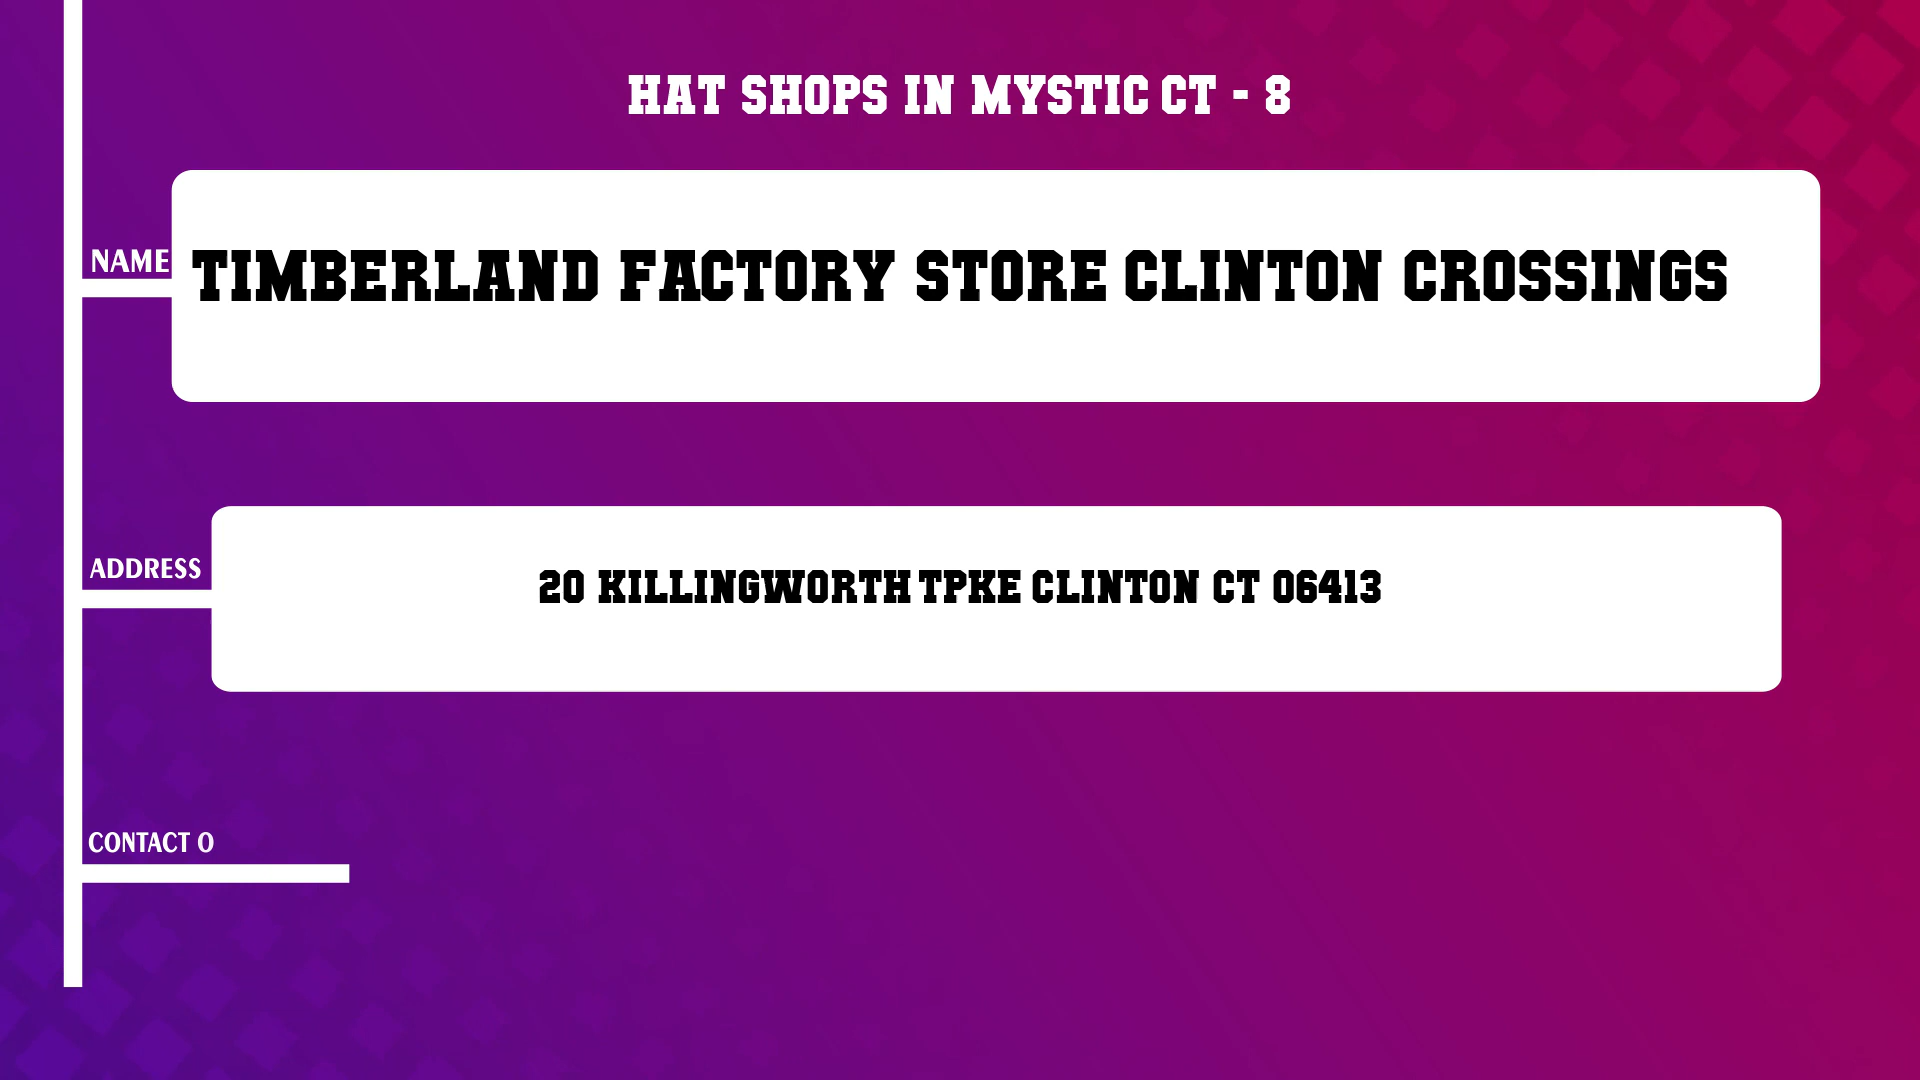 HAT SHOPS IN MYSTIC CT - 8
NAME
TIMBERLAND FACTORY STORE CLINTON CROSSINGS
ADDRESS
20 KILLINGWORTH TPKE CLINTON CT 06413
CONTACT O